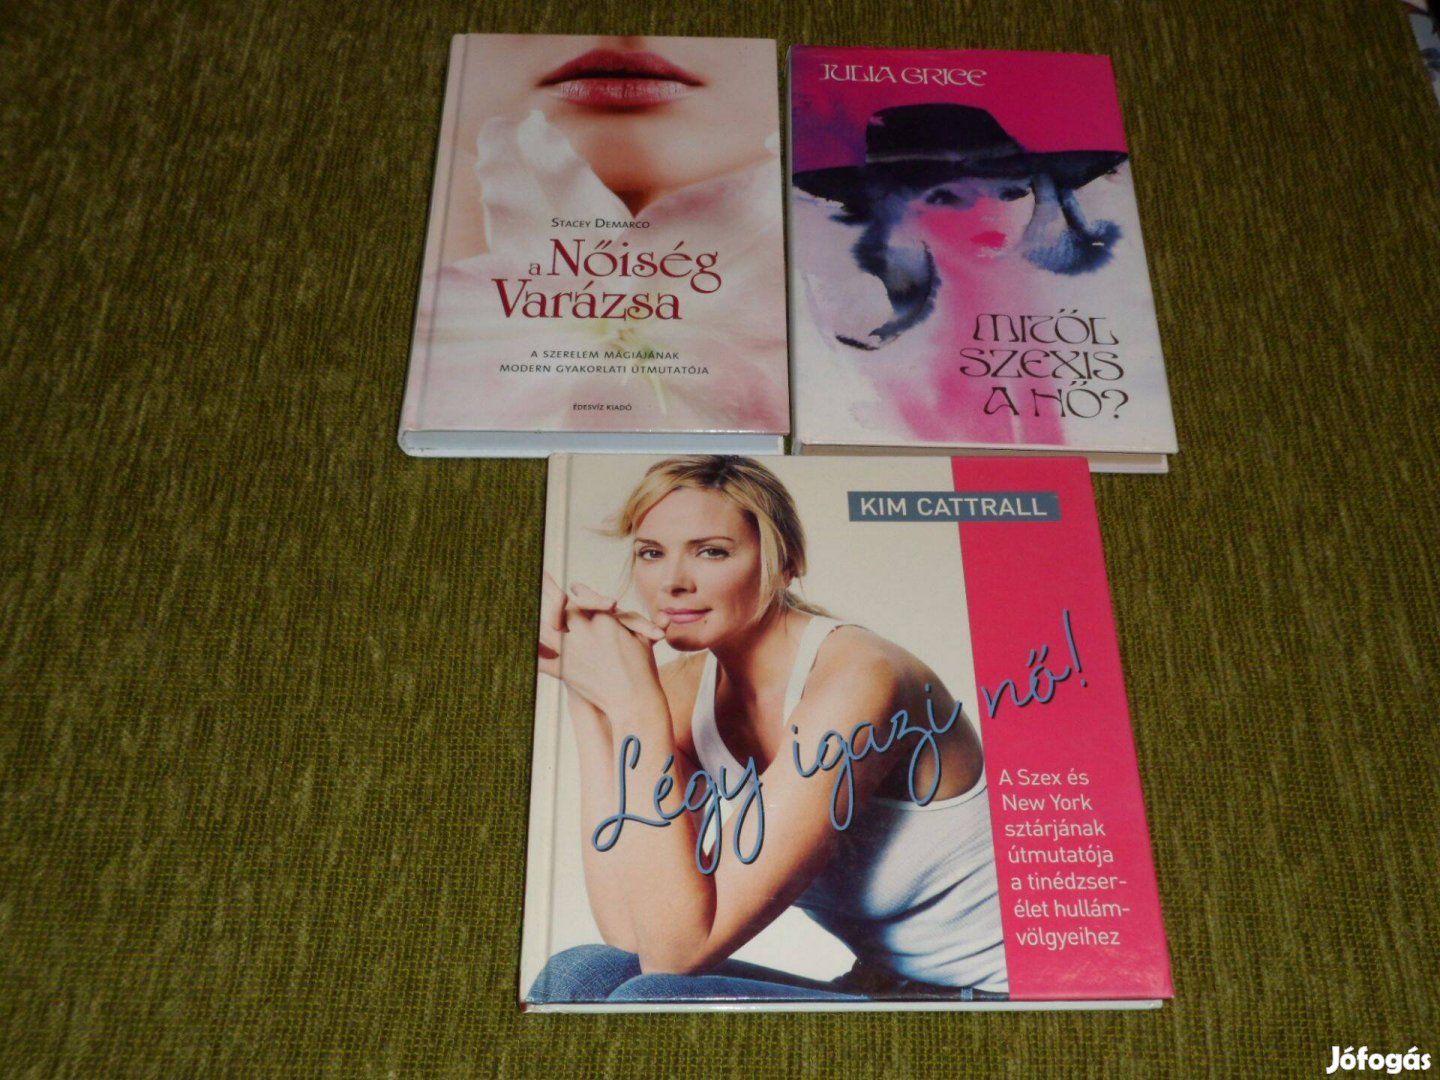 STACEY DEMARCO
a Nőiség
Varázsa
A SZERELEM MÁGIÁJÁNAK
MODERN GYAKORLATI ÚTMUTATÓJA
ÉDESVÍZ KIADÓ
JULIA GRICE
MITŐL
SZEXIS
A NŐ?
KIM CATTRALL
Légy igazi nő!
A Szex és
New York
sztárjának
útmutatója
a tinédzser-
élet hullám-
völgyeihez
Jófogás